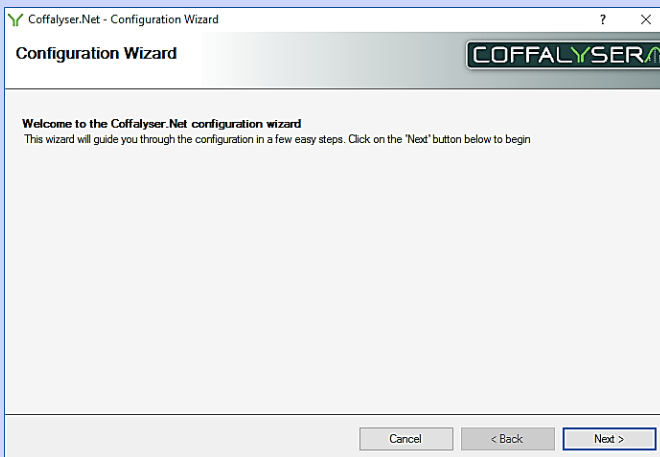 Coffalyser.Net - Configuration Wizard
Configuration Wizard
COFFALYSER
Welcome to the Coffalyser.Net configuration wizard
This wizard will guide you through the configuration in a few easy steps. Click on the 'Next' button below to begin
Cancel
< Back
Next >